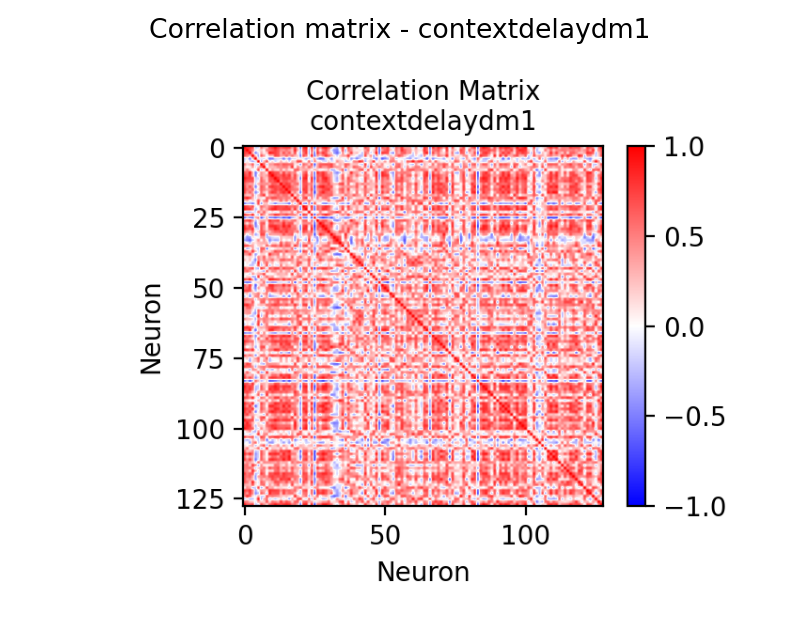 Correlation matrix - contextdelaydm1
Correlation Matrix
contextdelaydm1
0
25
50
75
100
125
Neuron
0
50
100
Neuron
1.0
0.5
0.0
−0.5
−1.0